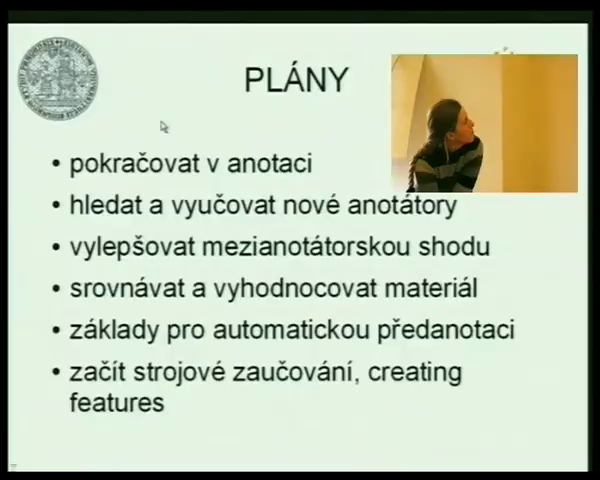 PLÁNY
• pokračovat v anotaci
• hledat a vyučovat nové anotátory
• vylepšovat mezianotátorskou shodu
• srovnávat a vyhodnocovat materiál
• základy pro automatickou předanotaci
• začít strojové zaučování, creating
features